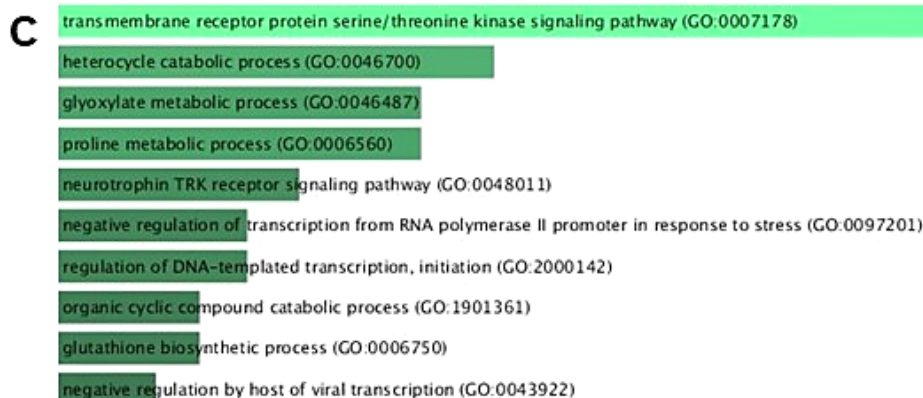 C
transmembrane receptor protein serine/threonine kinase signaling pathway (GO:0007178)
heterocycle catabolic process (GO:0046700)
glyoxylate metabolic process (GO:0046487)
proline metabolic process (GO:0006560)
neurotrophin TRK receptor signaling pathway (GO:0048011)
negative regulation of transcription from RNA polymerase II promoter in response to stress (GO:0097201)
regulation of DNA-templated transcription, initiation (GO:2000142)
organic cyclic compound catabolic process (GO:1901361)
glutathione biosynthetic process (GO:0006750)
negative regulation by host of viral transcription (GO:0043922)